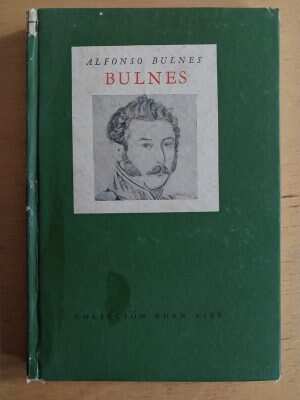 ALFONSO BULNES
BULNES
COLECCION BUEN AIRE